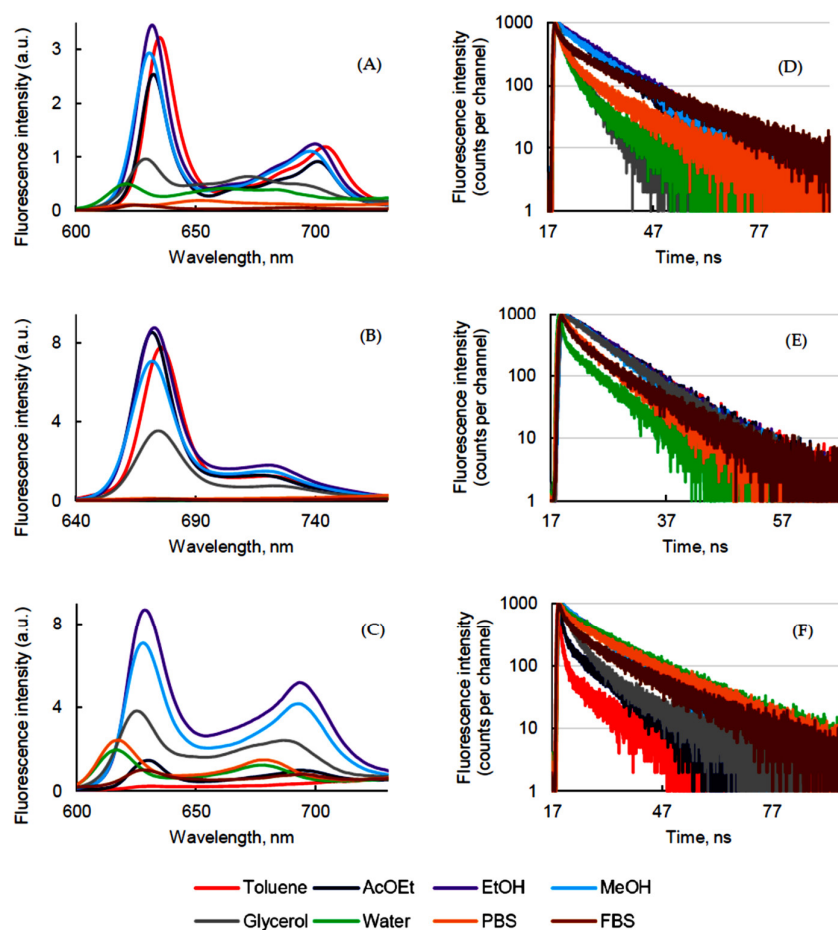 Fluorescence intensity (a.u.)
3
2
1
0
600 650 700
Wavelength, nm
(A)
Fluorescence intensity
(counts per channel)
1000
100
10
1
17 47 77
Time, ns
(D)
Fluorescence intensity (a.u.)
8
4
0
640 690 740
Wavelength, nm
(B)
Fluorescence intensity
(counts per channel)
1000
100
10
1
17 37 57
Time, ns
(E)
Fluorescence intensity (a.u.)
8
4
0
600 650 700
Wavelength, nm
(C)
Fluorescence intensity
(counts per channel)
1000
100
10
1
17 47 77
Time, ns
(F)
Toluene AcOEt EtOH MeOH
Glycerol Water PBS FBS